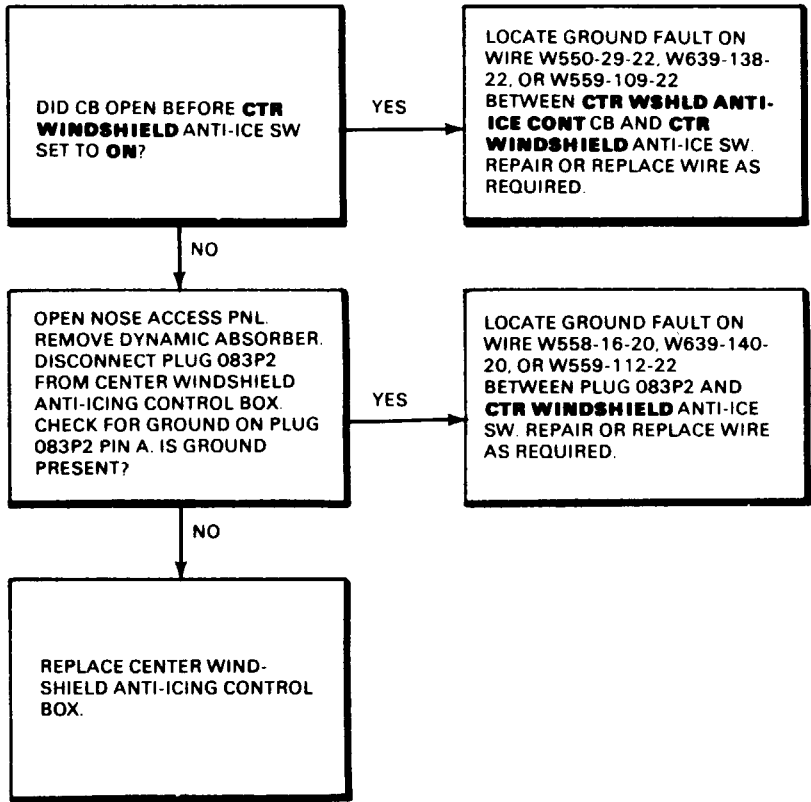 DID CB OPEN BEFORE CTR
WINDSHIELD ANTI-ICE SW
SET TO ON?
YES
LOCATE GROUND FAULT ON
WIRE W550-29-22, W639-138-
22, OR W559-109-22
BETWEEN CTR WSHLD ANTI-
ICE CONT CB AND CTR
WINDSHIELD ANTI-ICE SW.
REPAIR OR REPLACE WIRE AS
REQUIRED.
NO
OPEN NOSE ACCESS PNL.
REMOVE DYNAMIC ABSORBER.
DISCONNECT PLUG 083P2
FROM CENTER WINDSHIELD
ANTI-ICING CONTROL BOX.
CHECK FOR GROUND ON PLUG
083P2 PIN A. IS GROUND
PRESENT?
YES
LOCATE GROUND FAULT ON
WIRE W558-16-20, W639-140-
20, OR W559-112-22
BETWEEN PLUG 083P2 AND
CTR WINDSHIELD ANTI-ICE
SW. REPAIR OR REPLACE WIRE
AS REQUIRED.
NO
REPLACE CENTER WIND-
SHIELD ANTI-ICING CONTROL
BOX.